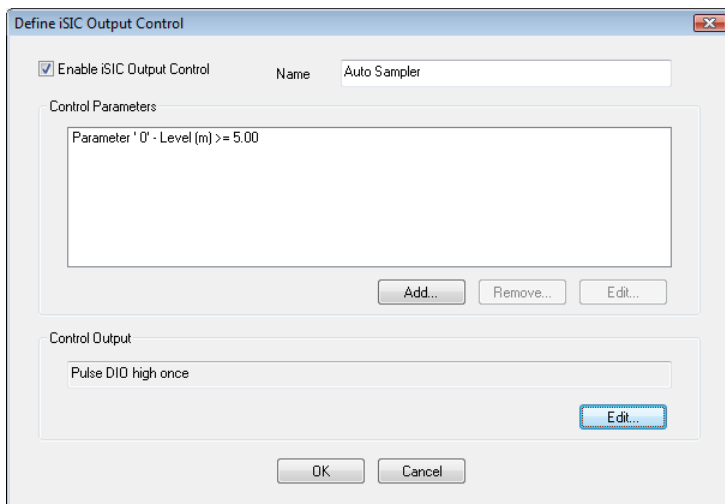 Define iSIC Output Control
Enable iSIC Output Control
Name
Auto Sampler
Control Parameters
Parameter ' 0' - Level (m) >= 5.00
Add...
Remove...
Edit...
Control Output
Pulse DIO high once
Edit...
OK
Cancel